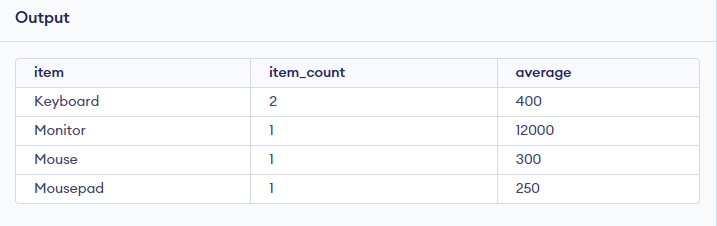 Output
item item_count average
Keyboard 2 400
Monitor 1 12000
Mouse 1 300
Mousepad 1 250